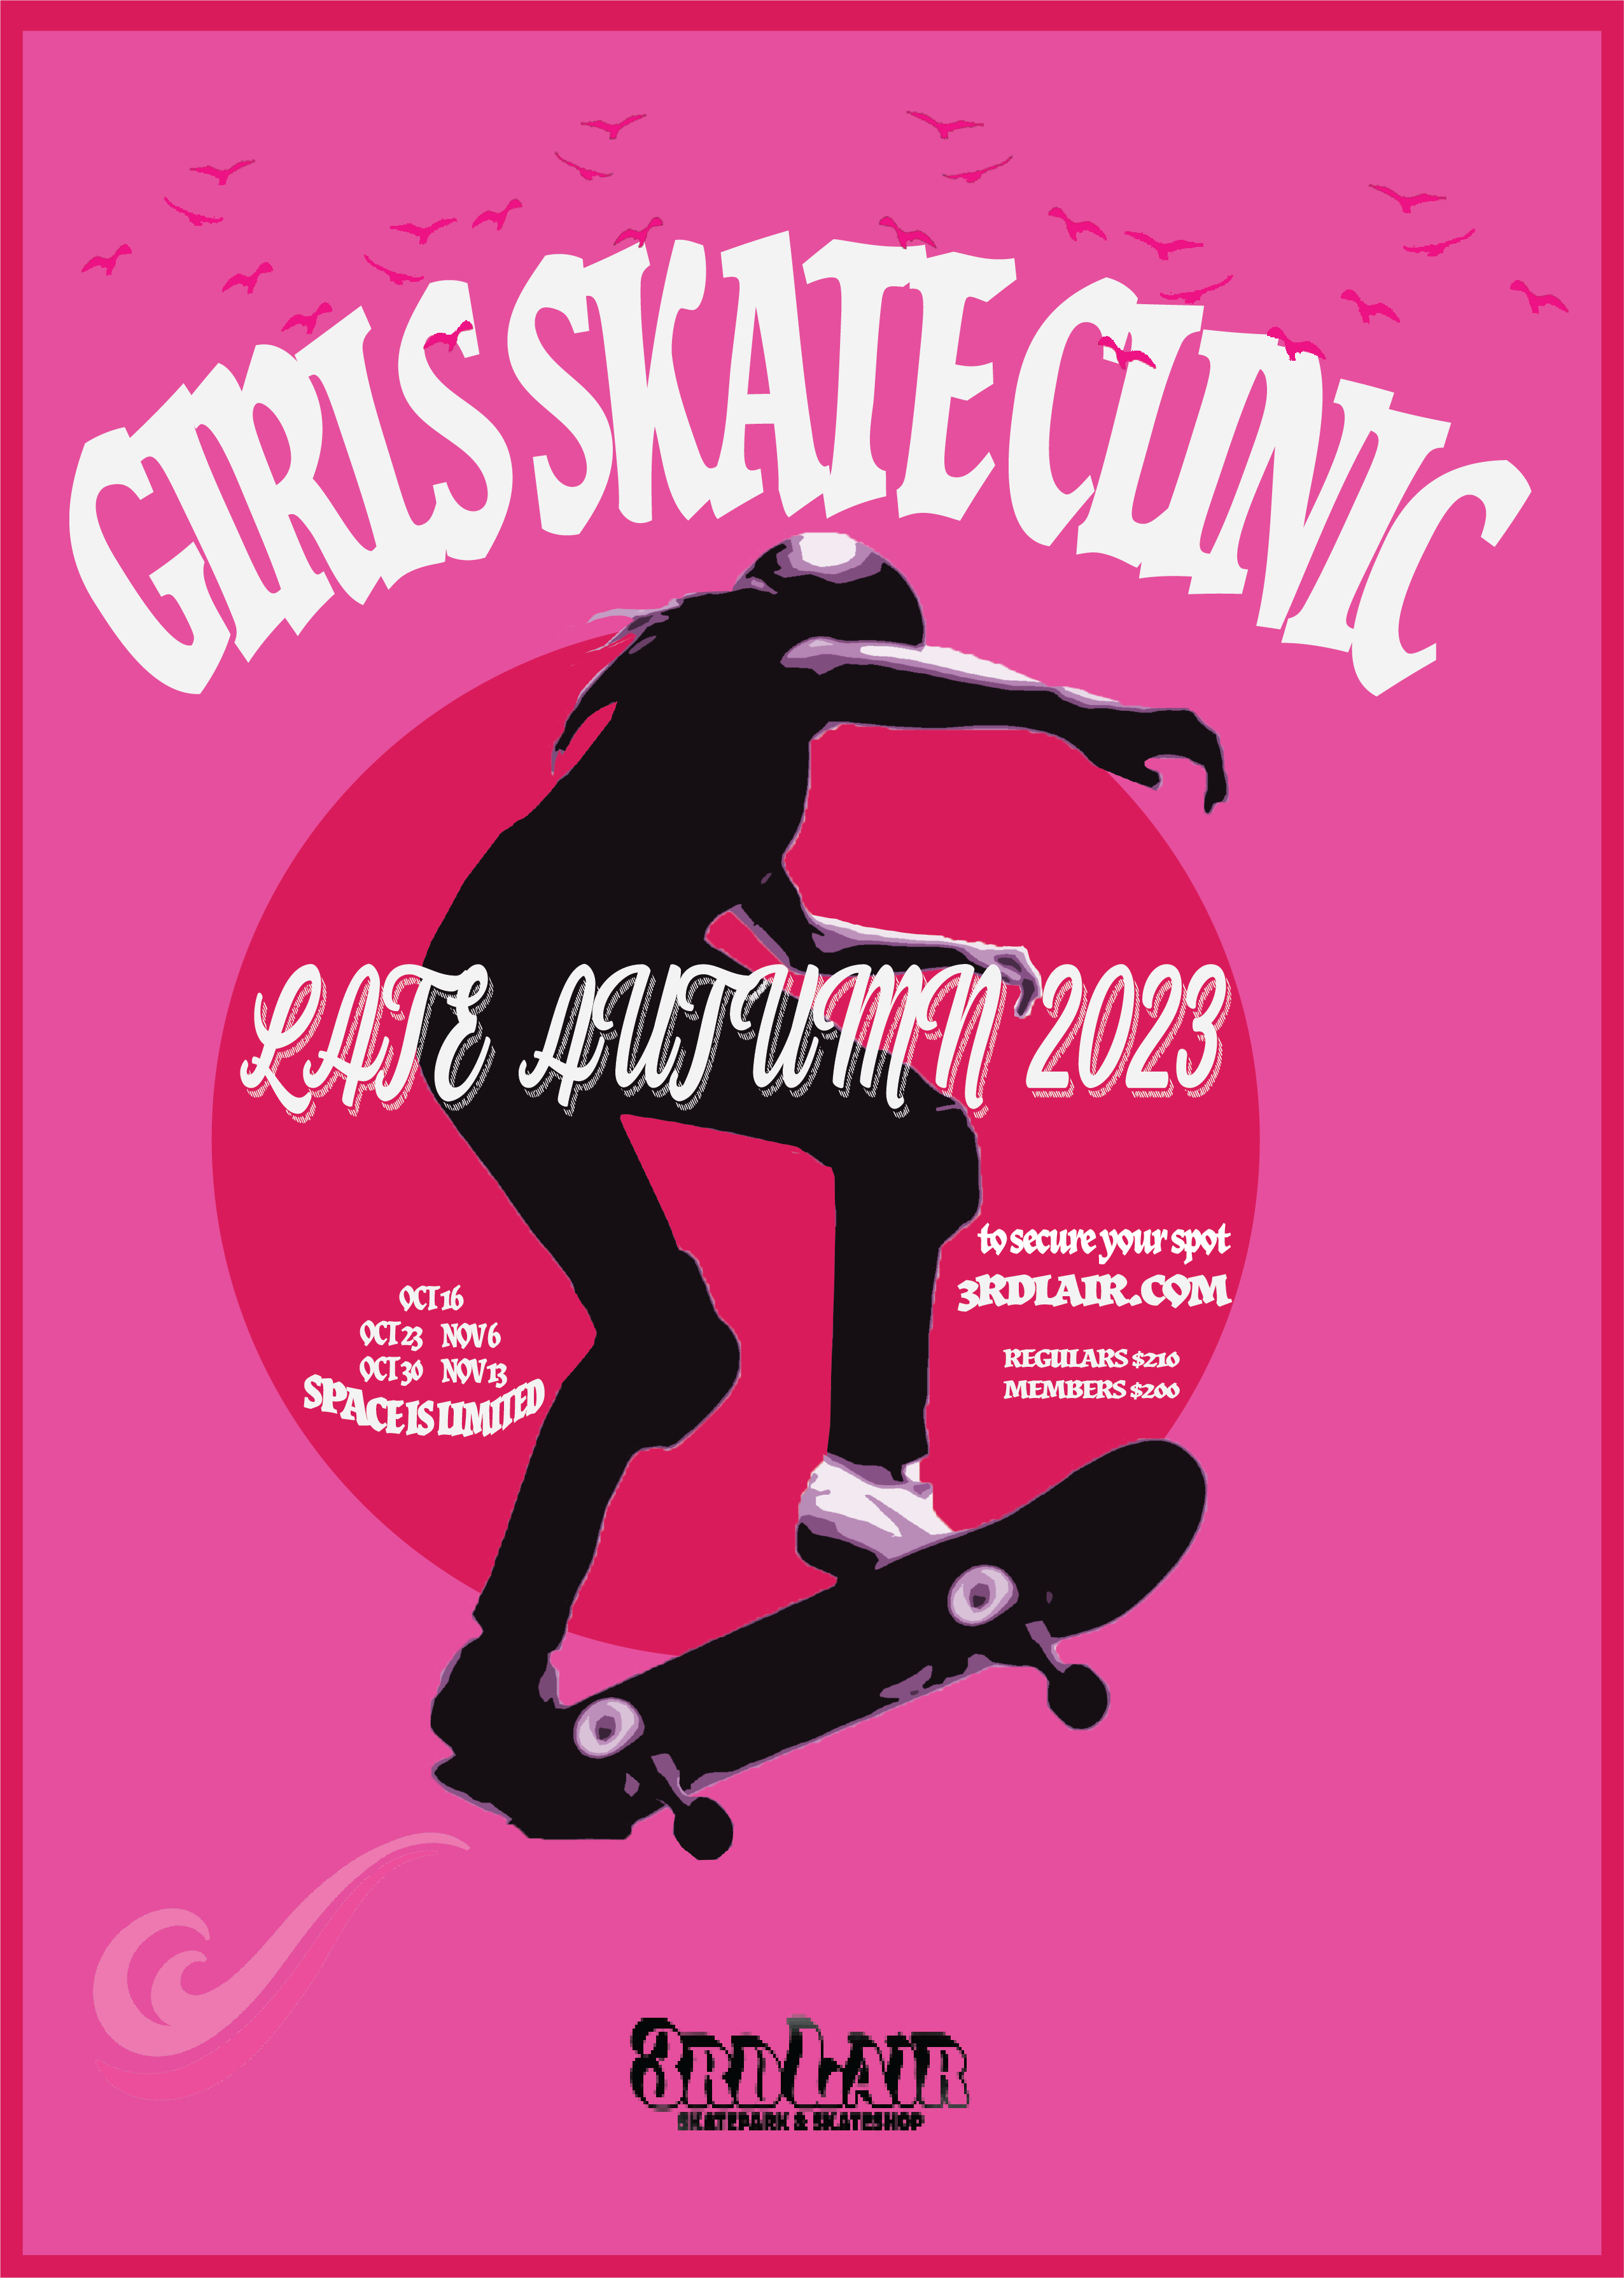 GIRLS SKATE CLINIC
LATE AUTUMN 2023
OCT 16
OCT 23 NOV 6
OCT 30 NOV 13
SPACE IS LIMITED
to secure your spot
3RDLAIR.COM
REGULARS $210
MEMBERS $200
3RD LAIR
SKATEPARK & SKATESHOP